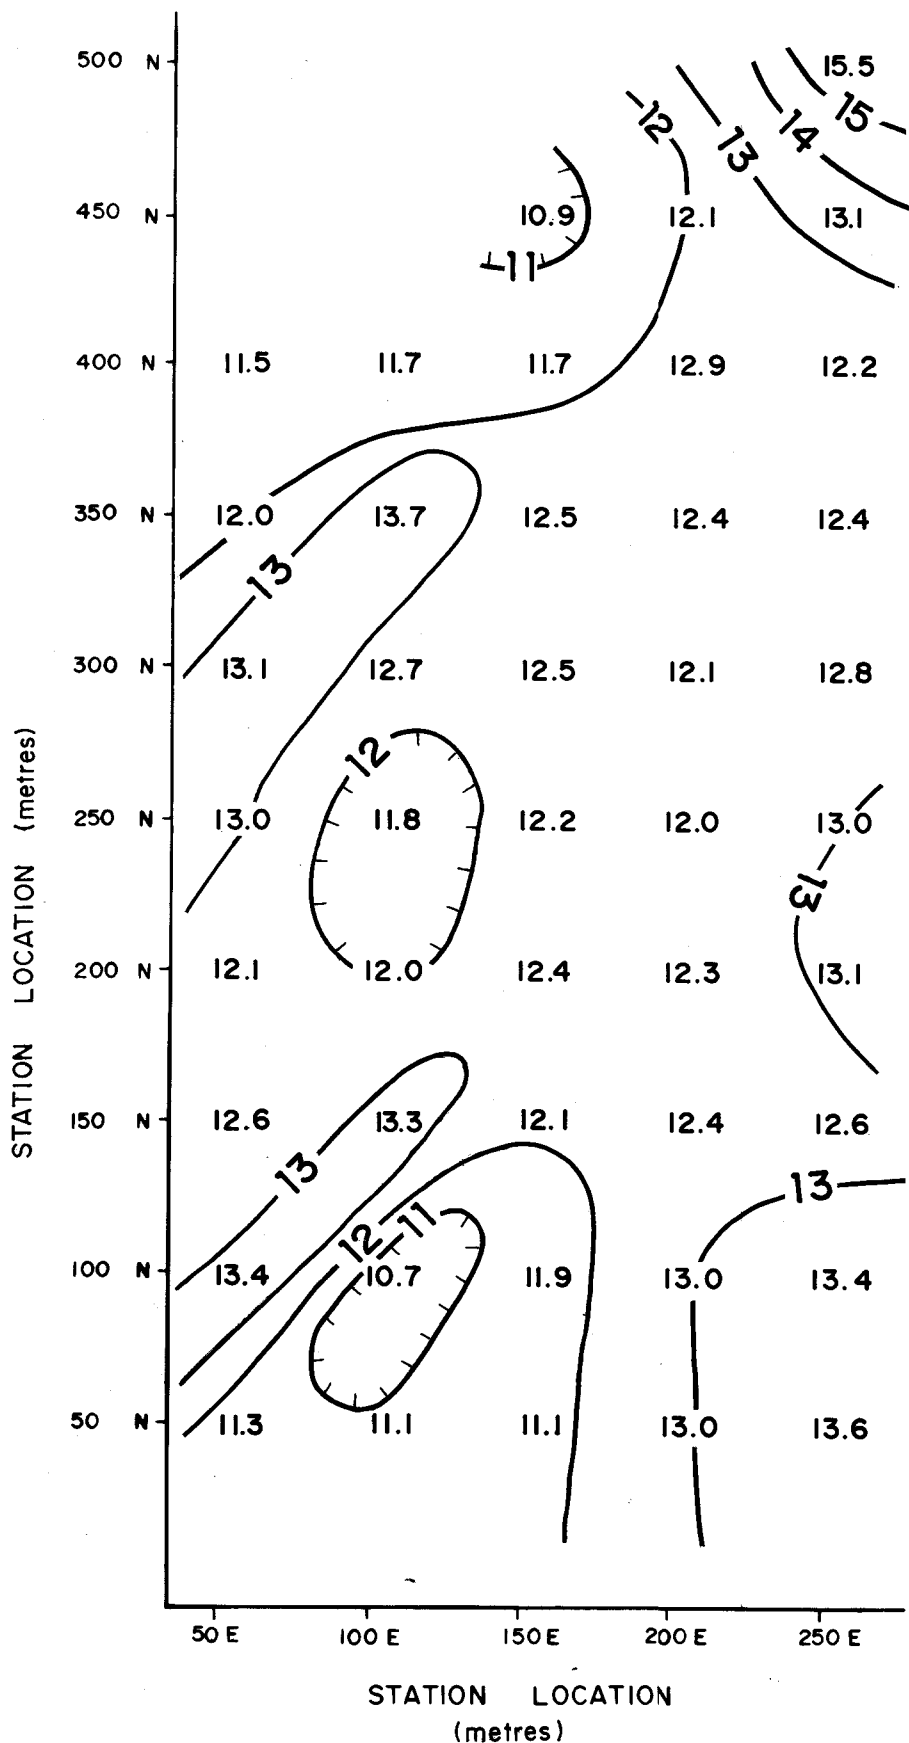 500 N 15.5
15
14
12
13
450 N 10.9 12.1 13.1
11
400 N 11.5 11.7 11.7 12.9 12.2
350 N 12.0 13.7 12.5 12.4 12.4
13
300 N 13.1 12.7 12.5 12.1 12.8
12
250 N 13.0 11.8 12.2 12.0 13.0
13
200 N 12.1 12.0 12.4 12.3 13.1
150 N 12.6 13.3 12.1 12.4 12.6
13
13
11
12
100 N 13.4 10.7 11.9 13.0 13.4
50 N 11.3 11.1 11.1 13.0 13.6
50 E 100 E 150 E 200 E 250 E
STATION LOCATION
(metres)
STATION LOCATION (metres)